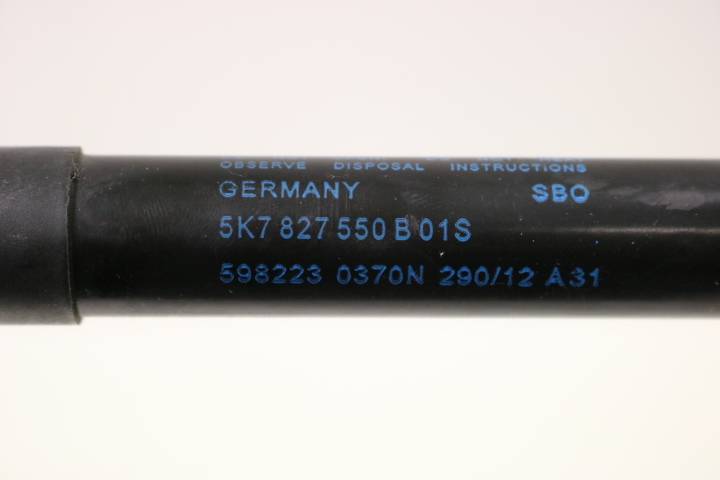 OBSERVE DISPOSAL INSTRUCTIONS
GERMANY SBO
5K7 827 550 B 01S
598223 0370N 290/12 A31